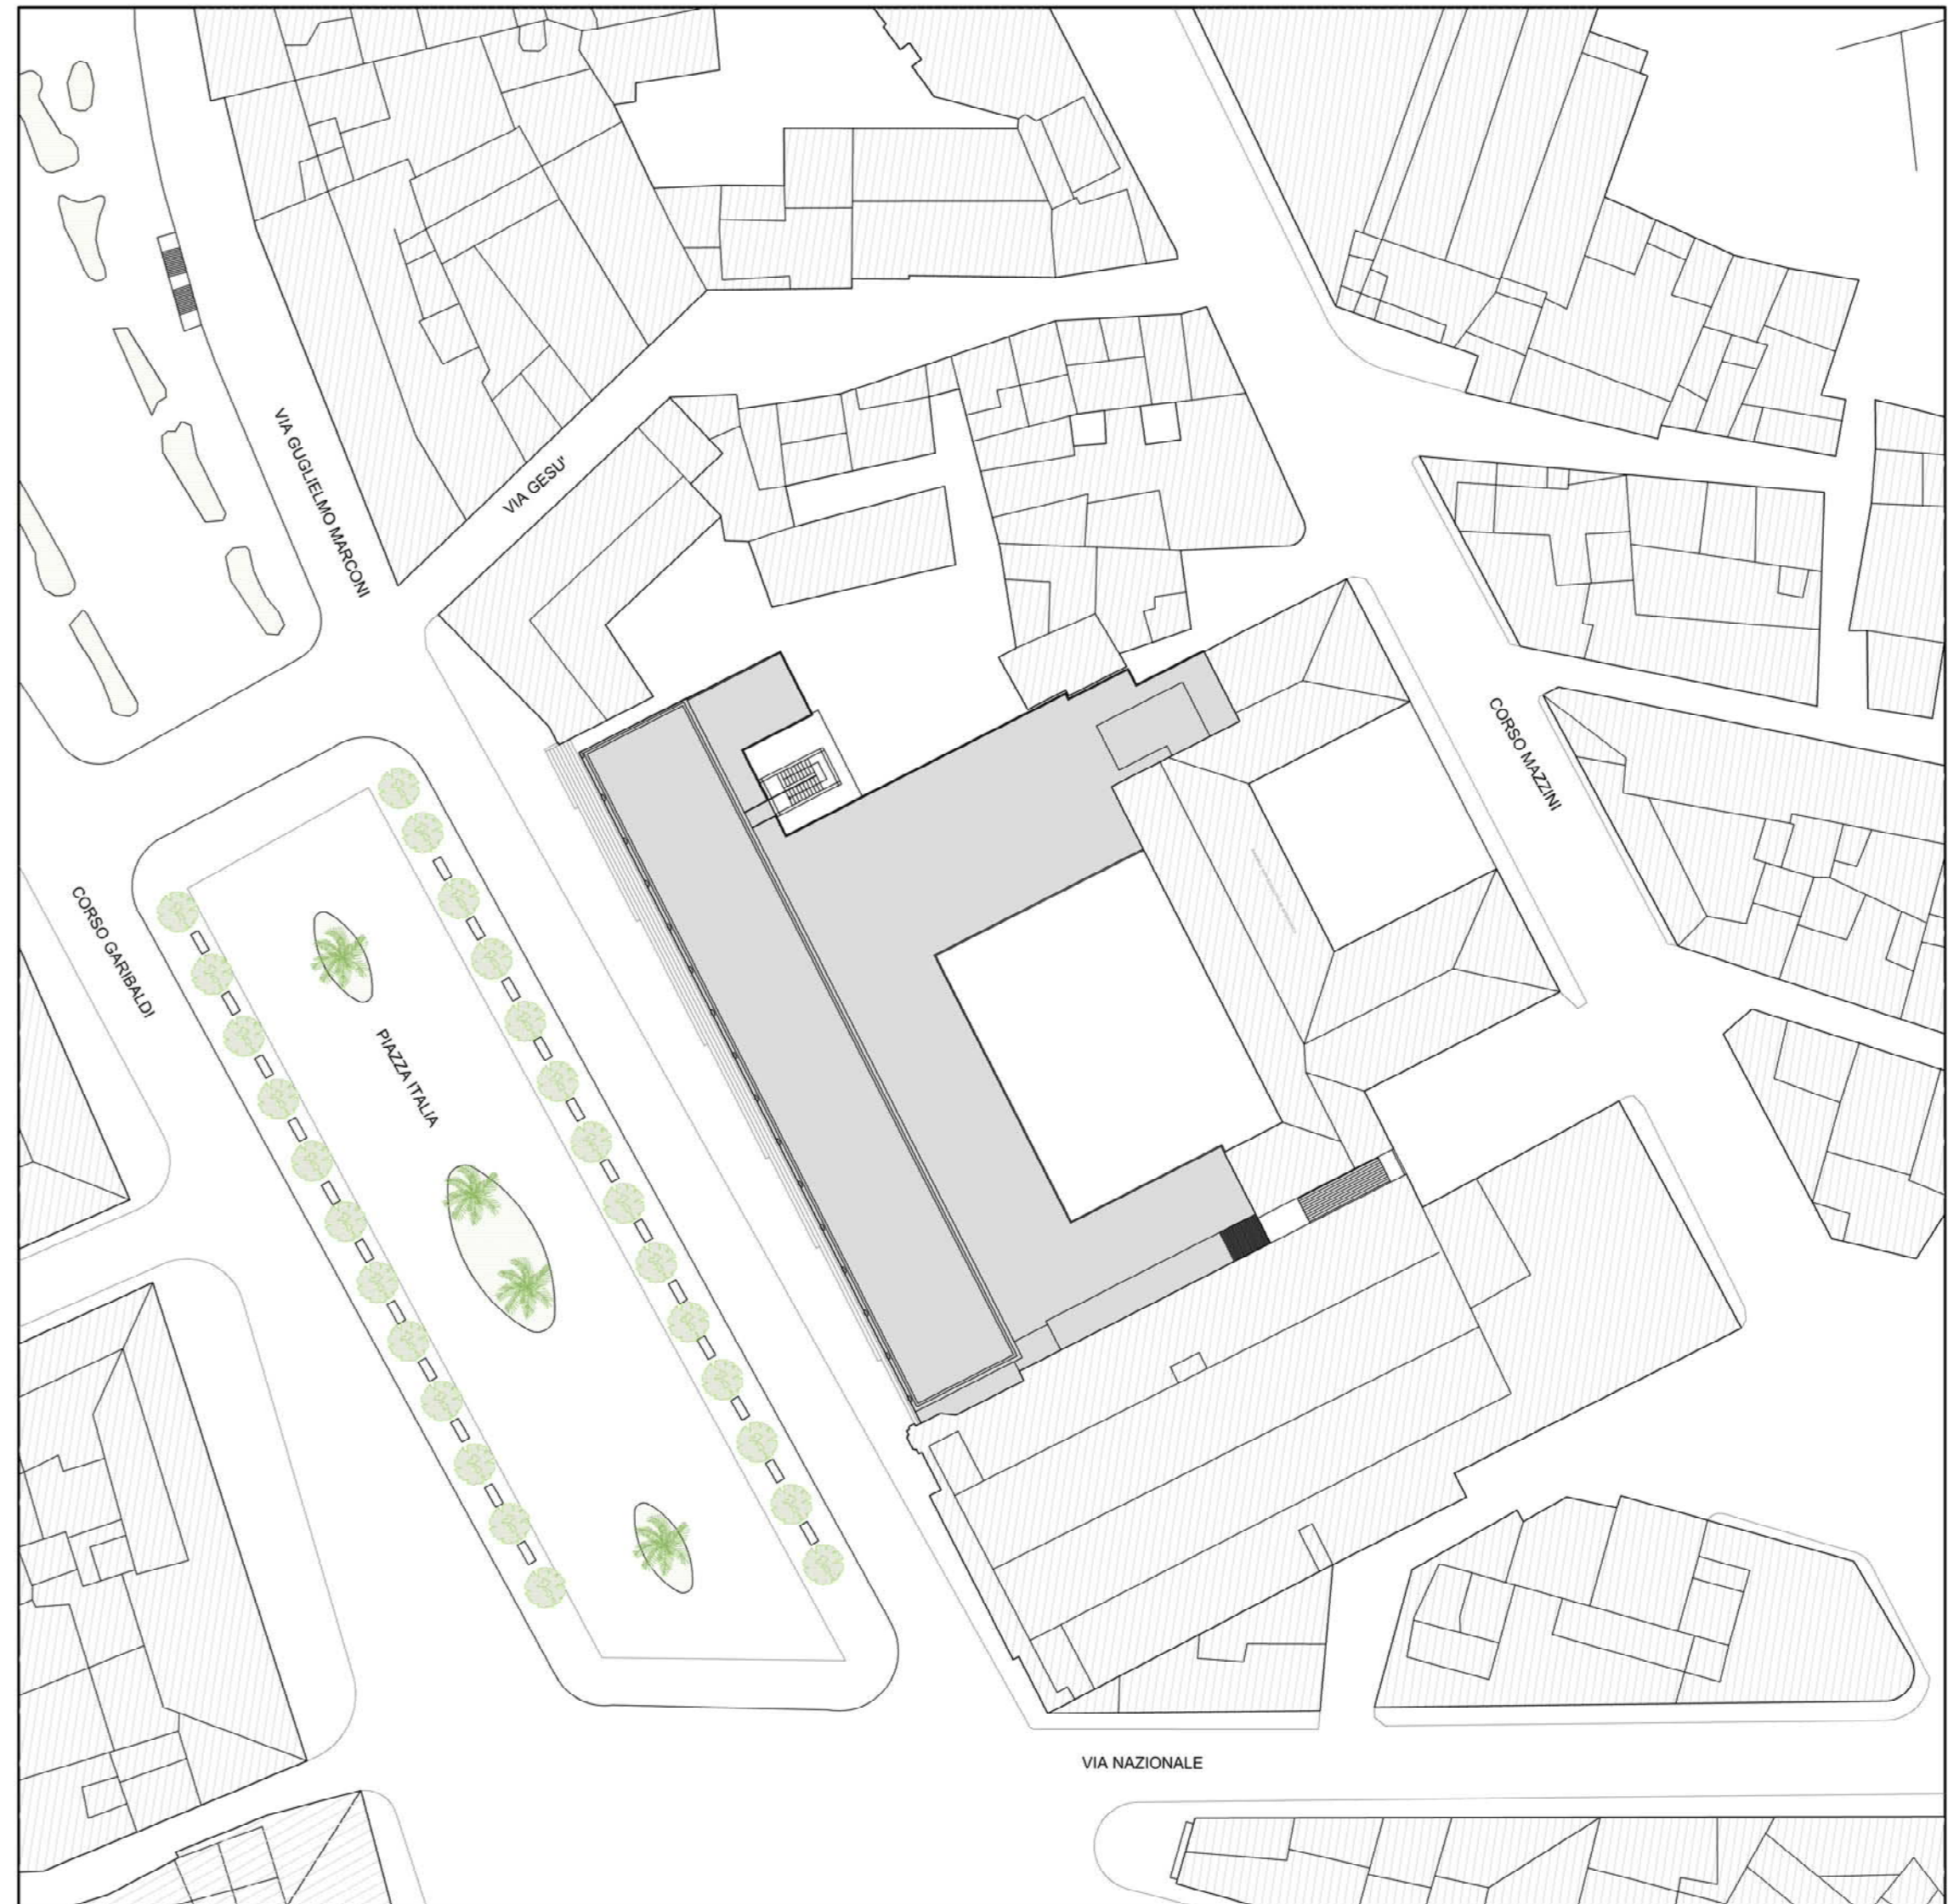 VIA GUGLIELMO MARCONI
VIA GESU'
CORSO MAZZINI
CORSO GARIBALDI
PIAZZA ITALIA
VIA NAZIONALE